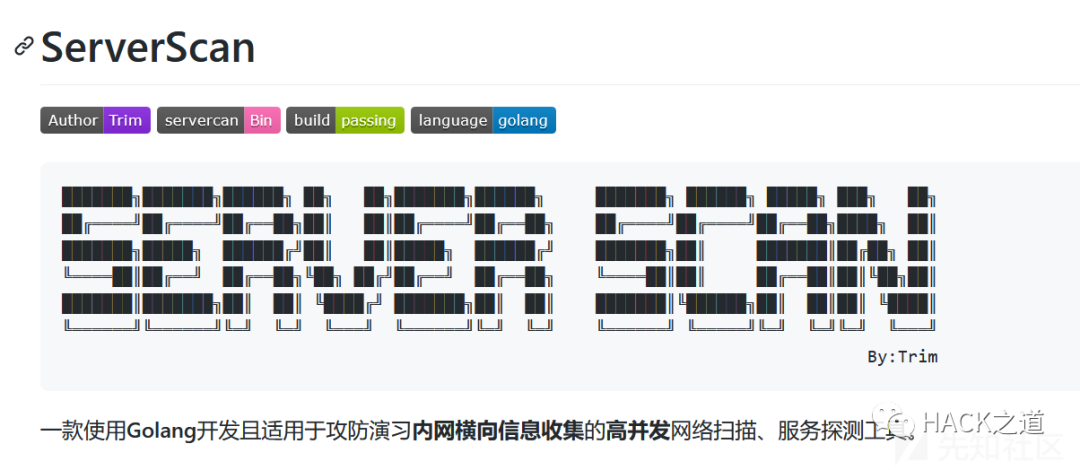 ServerScan
Author Trim servercan Bin build passing language golang
SERVER SCAN
By:Trim
一款使用Golang开发且适用于攻防演习内网横向信息收集的高并发网络扫描、服务探测工具。
HACK之道
先知社区